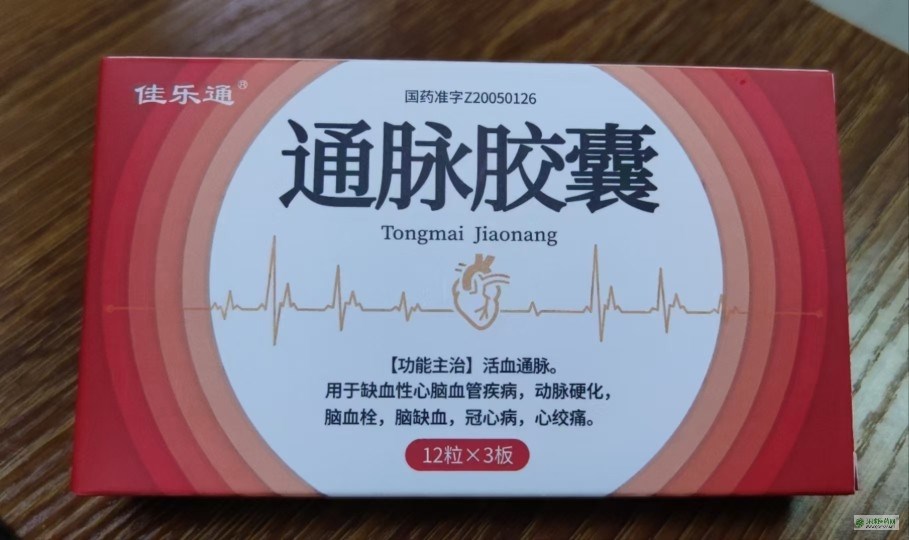 佳乐通®
国药准字Z20050126
通脉胶囊
Tongmai Jiaonang
【功能主治】活血通脉。
用于缺血性心脑血管疾病，动脉硬化，
脑血栓，脑缺血，冠心病，心绞痛。
12粒×3板